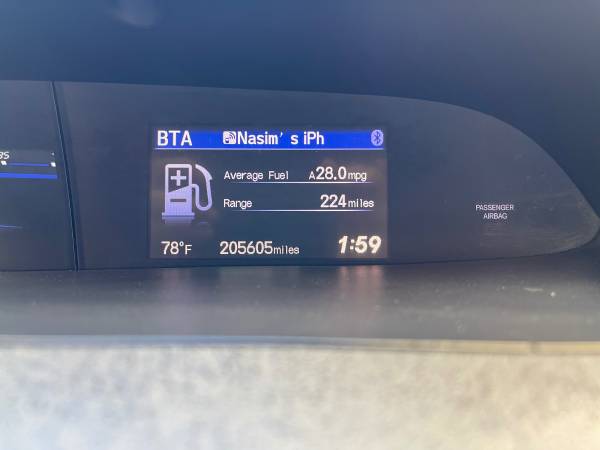 BTA Nasim's iPh
Average Fuel A28.0mpg
Range 224miles
78°F 205605miles 1:59
PASSENGER
AIRBAG